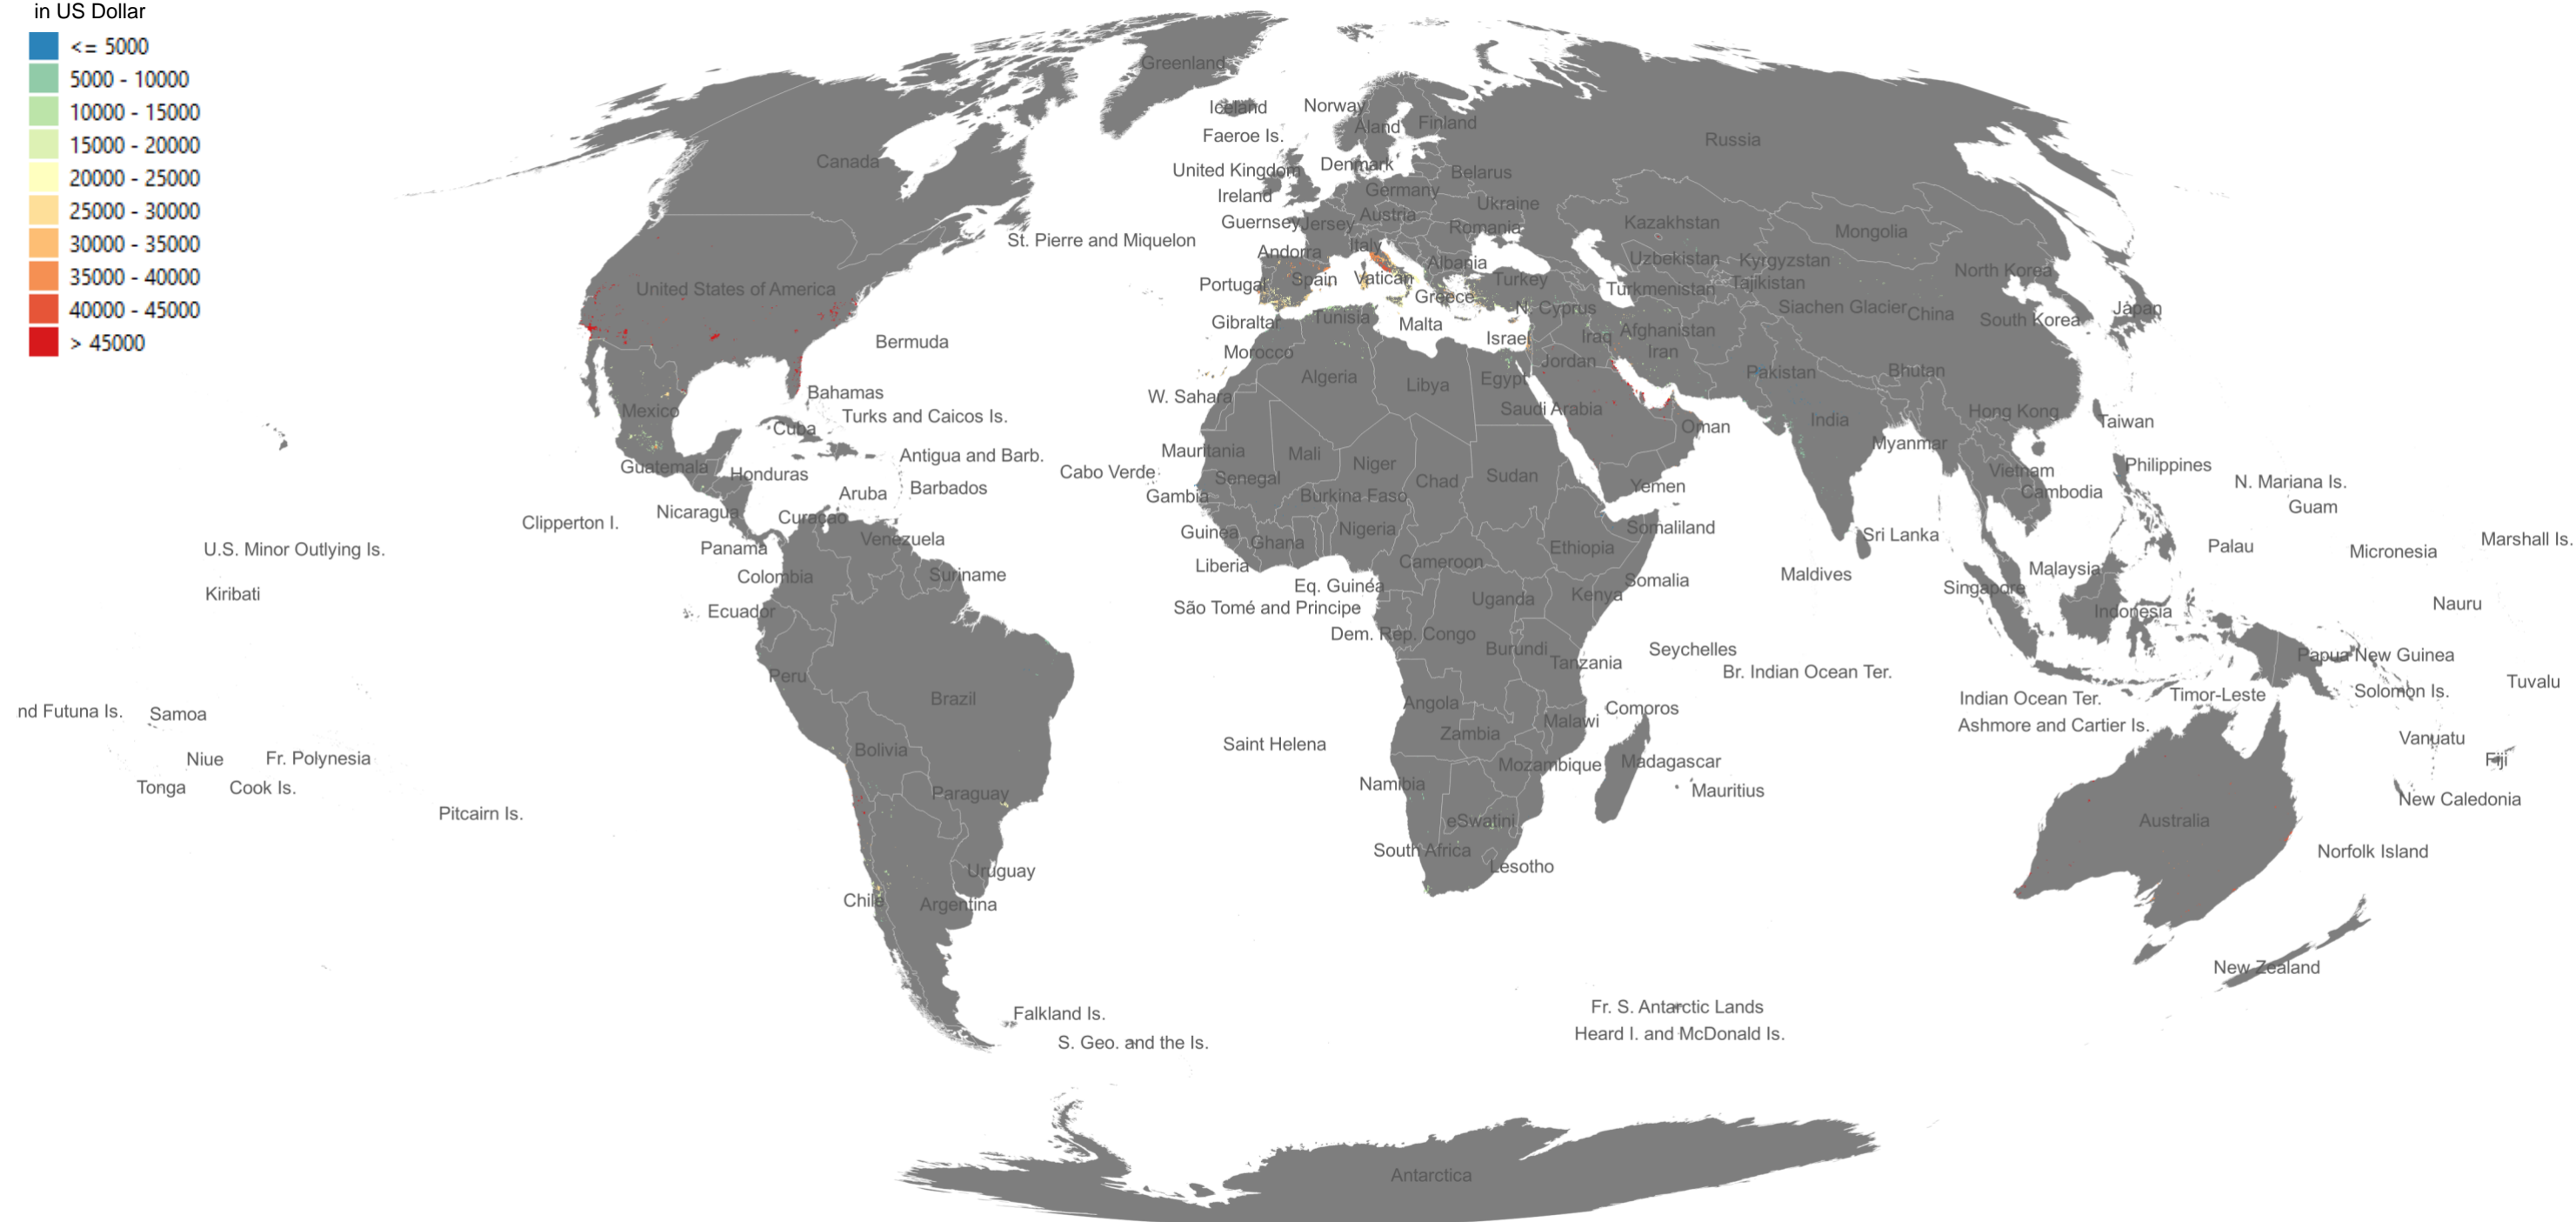 in US Dollar
<= 5000
5000 - 10000
10000 - 15000
15000 - 20000
20000 - 25000
25000 - 30000
30000 - 35000
35000 - 40000
40000 - 45000
> 45000
Greenland
Iceland
Norway
Faeroe Is.
Åland
Finland
Russia
Canada
United Kingdom
Denmark
Belarus
Ireland
Germany
Ukraine
Guernsey
Jersey
Austria
Romania
Kazakhstan
Mongolia
St. Pierre and Miquelon
Andorra
Italy
Albania
Uzbekistan
Kyrgyzstan
North Korea
United States of America
Portugal
Spain
Vatican
Greece
Turkey
Turkmenistan
Tajikistan
Siachen Glacier
China
South Korea
Japan
Gibraltar
Tunisia
Malta
N. Cyprus
Bermuda
Israel
Iraq
Afghanistan
Morocco
Jordan
Iran
Algeria
Libya
Egypt
Pakistan
Bhutan
Bahamas
W. Sahara
Saudi Arabia
Mexico
Turks and Caicos Is.
Cuba
India
Hong Kong
Taiwan
Oman
Antigua and Barb.
Mauritania
Mali
Niger
Myanmar
Guatemala
Honduras
Cabo Verde
Senegal
Chad
Sudan
Vietnam
Philippines
Aruba
Barbados
Gambia
Burkina Faso
Yemen
Cambodia
N. Mariana Is.
Guam
Nicaragua
Curaçao
Clipperton I.
Guinea
Ghana
Nigeria
Somaliland
Sri Lanka
U.S. Minor Outlying Is.
Panama
Venezuela
Ethiopia
Palau
Micronesia
Marshall Is.
Colombia
Suriname
Liberia
Cameroon
Somalia
Maldives
Malaysia
Kiribati
Eq. Guinea
Singapore
Ecuador
São Tomé and Principe
Uganda
Kenya
Indonesia
Nauru
Dem. Rep. Congo
Burundi
Tanzania
Seychelles
Papua New Guinea
Peru
Br. Indian Ocean Ter.
Tuvalu
Brazil
Angola
Indian Ocean Ter.
Timor-Leste
Solomon Is.
nd Futuna Is.
Samoa
Comoros
Malawi
Ashmore and Cartier Is.
Bolivia
Saint Helena
Zambia
Vanuatu
Niue
Fr. Polynesia
Mozambique
Madagascar
Fiji
Tonga
Cook Is.
Paraguay
Namibia
Mauritius
New Caledonia
Pitcairn Is.
eSwatini
Australia
South Africa
Norfolk Island
Uruguay
Lesotho
Chile
Argentina
New Zealand
Falkland Is.
Fr. S. Antarctic Lands
S. Geo. and the Is.
Heard I. and McDonald Is.
Antarctica